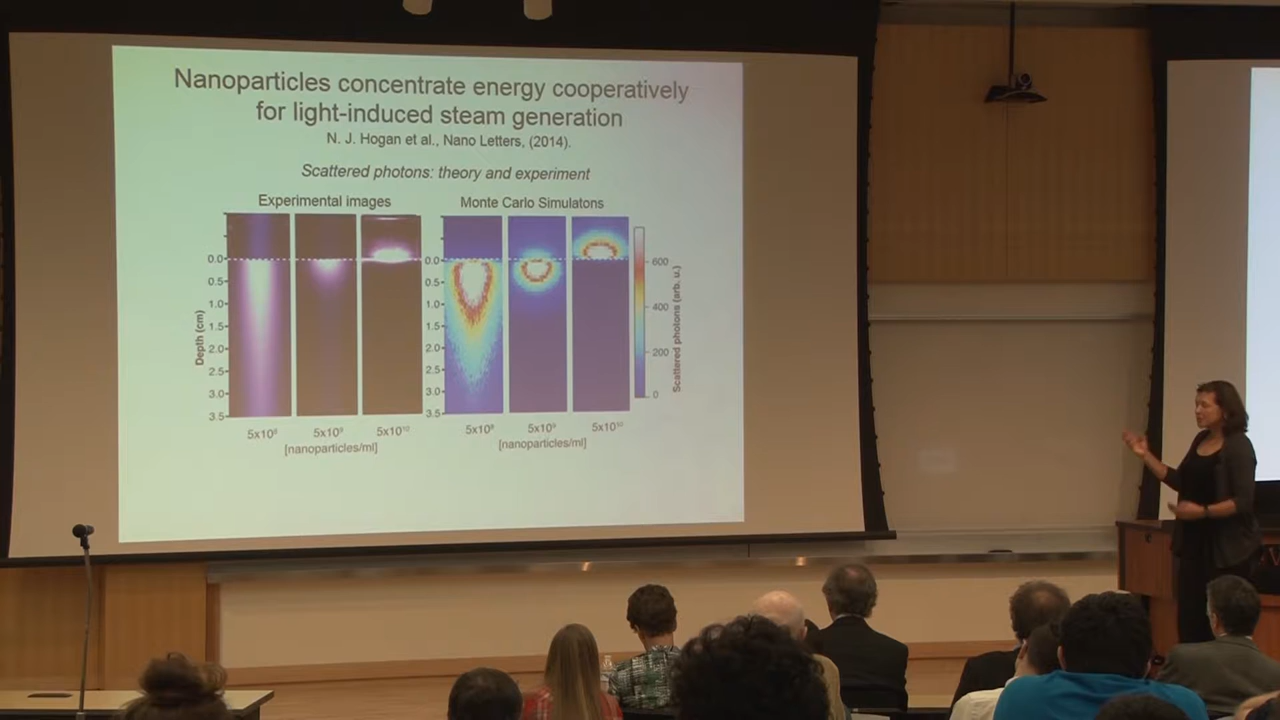 Nanoparticles concentrate energy cooperatively
for light-induced steam generation
N. J. Hogan et al., Nano Letters, (2014).
Scattered photons: theory and experiment
Experimental images
Monte Carlo Simulatons
Depth (cm)
0.0
0.5
1.0
1.5
2.0
2.5
3.0
3.5
5x10⁸ 5x10⁹ 5x10¹⁰
[nanoparticles/ml]
0.0
0.5
1.0
1.5
2.0
2.5
3.0
3.5
5x10⁸ 5x10⁹ 5x10¹⁰
[nanoparticles/ml]
600
400
200
0
Scattered photons (arb. u.)